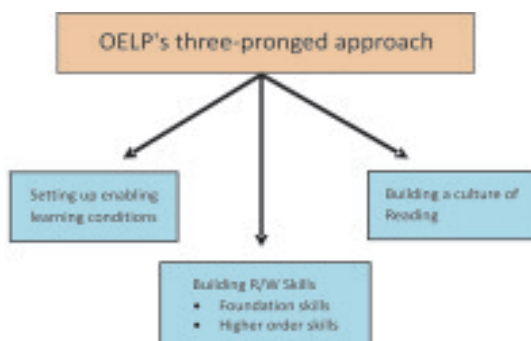 OELP's three-pronged approach
Setting up enabling
learning conditions
Building a culture of
Reading
Building R/W Skills
• Foundation skills
• Higher order skills